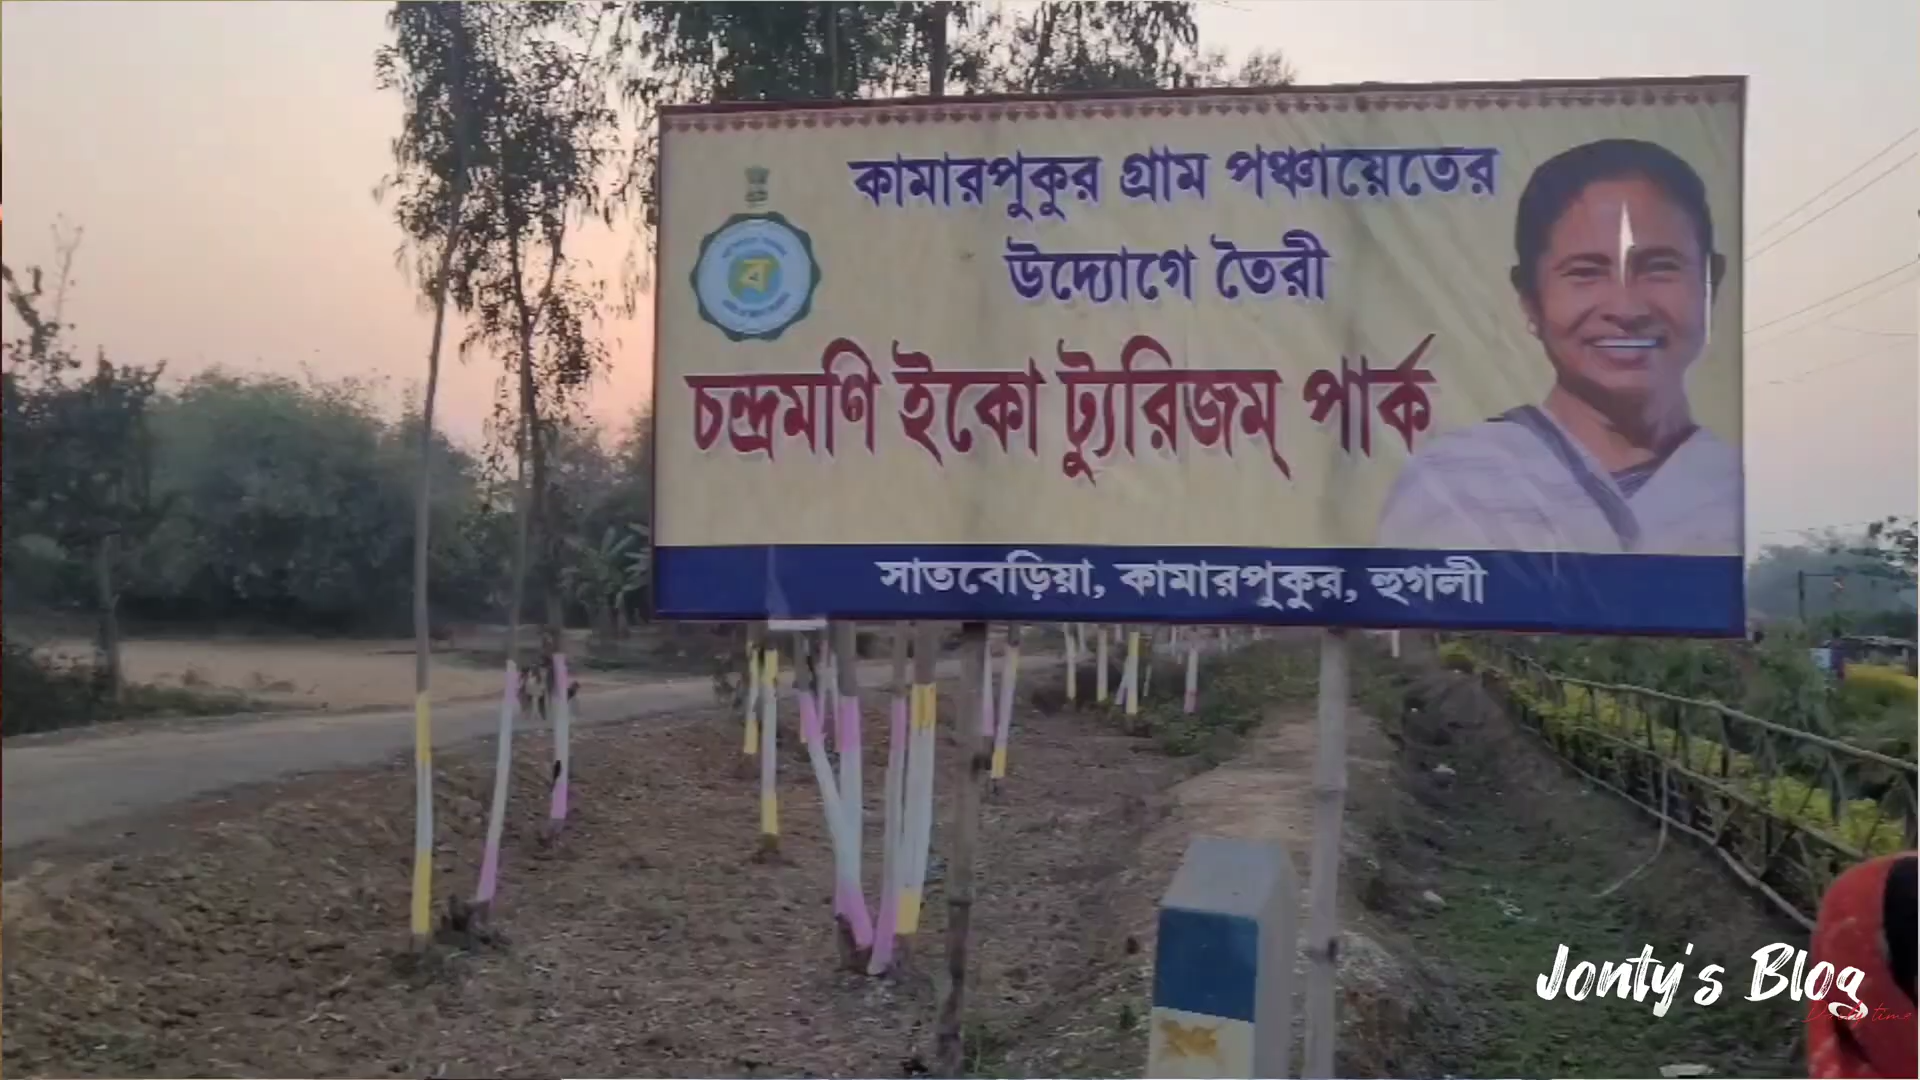 কামারপুকুর গ্রাম পঞ্চায়েতের
উদ্যোগে তৈরী
চন্দ্রমণি ইকো ট্যুরিজম্ পার্ক
ব
সাতবেড়িয়া, কামারপুকুর, হুগলী
Jonty's Blog